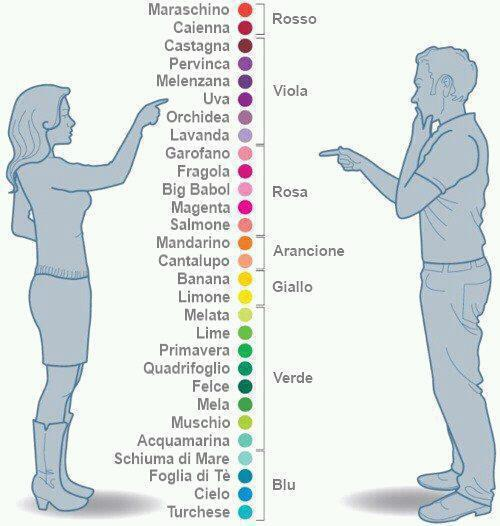 Maraschino
Caienna
Rosso
Castagna
Pervinca
Melenzana
Uva
Orchidea
Lavanda
Viola
Garofano
Fragola
Big Babol
Magenta
Salmone
Rosa
Mandarino
Cantalupo
Arancione
Banana
Limone
Giallo
Melata
Lime
Primavera
Quadrifoglio
Felce
Mela
Muschio
Acquamarina
Verde
Schiuma di Mare
Foglia di Tè
Cielo
Turchese
Blu